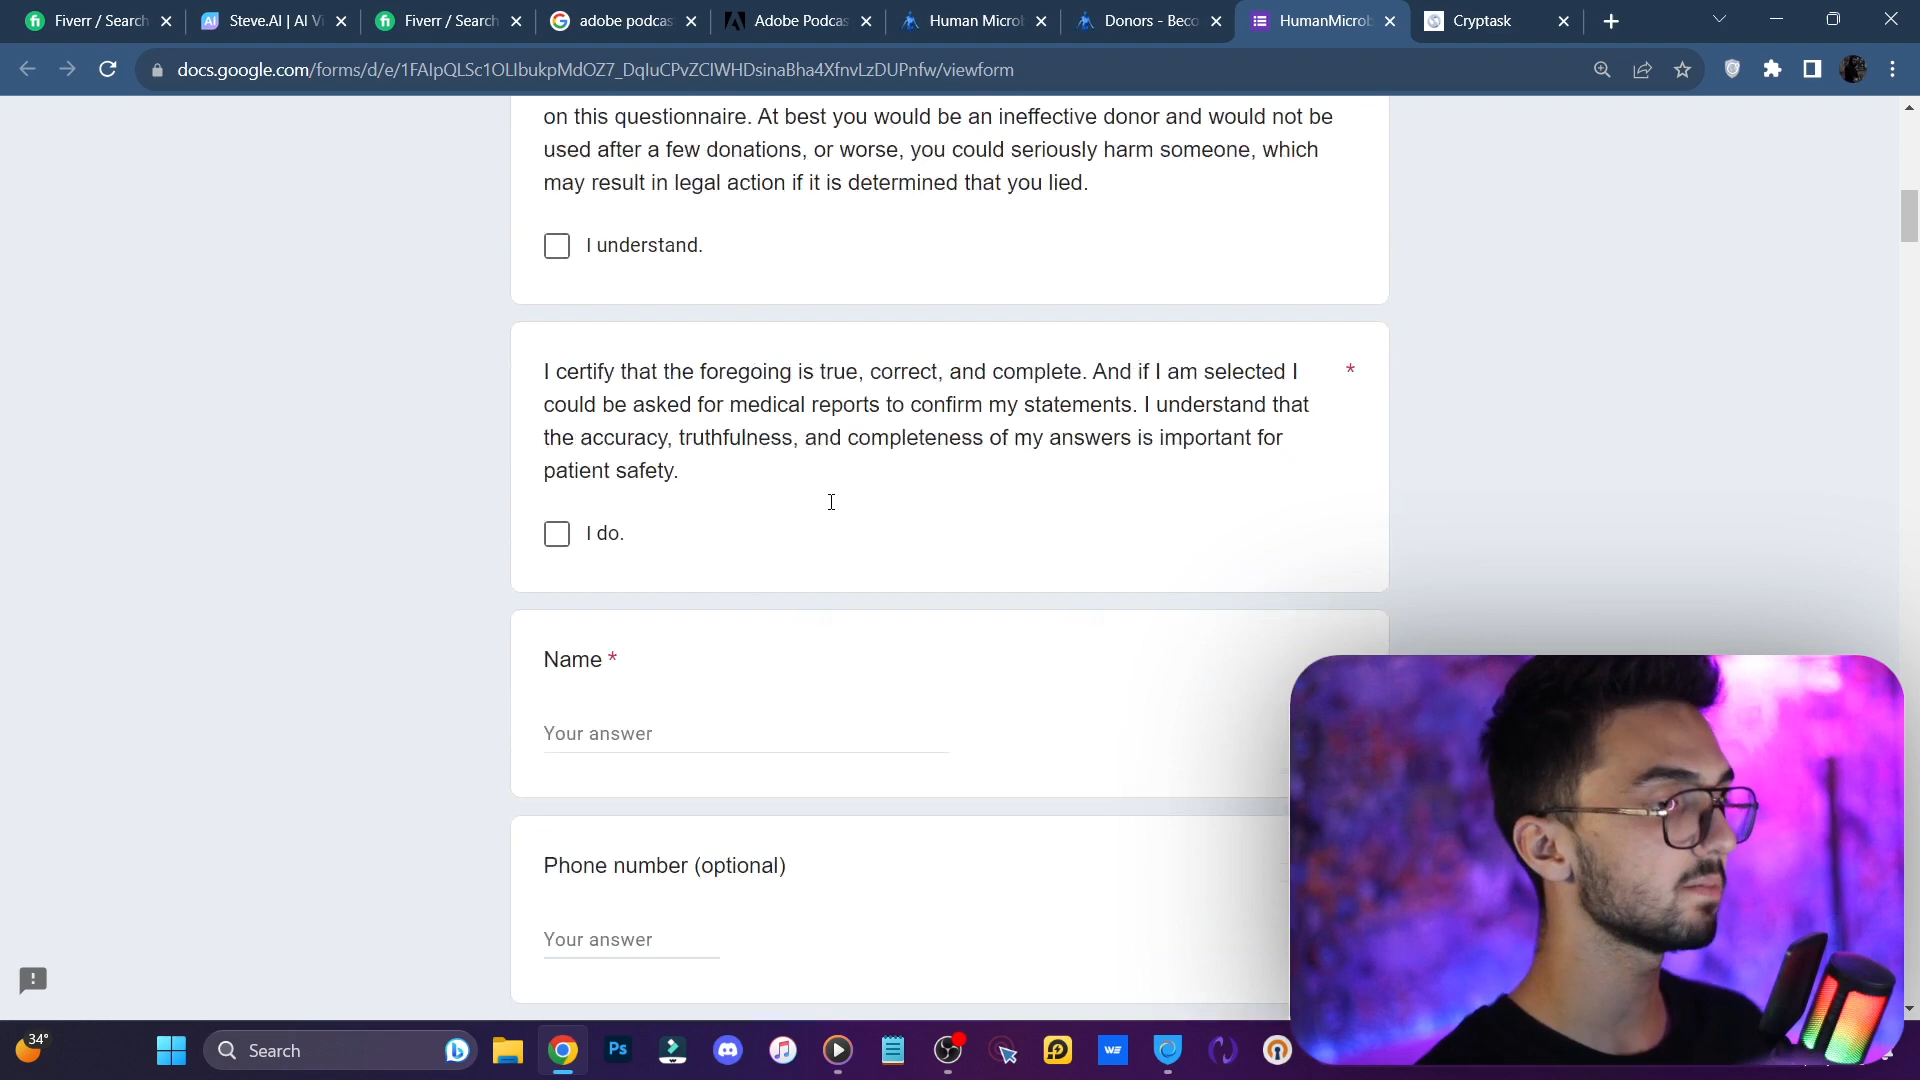 Fiverr / Search
Steve.AI | AI Vi
Fiverr / Search
adobe podcas
Adobe Podcas
Human Microb
Donors - Beco
HumanMicrob
Cryptask
docs.google.com/forms/d/e/1FAIpQLSc1OLIbukpMdOZ7_DqIuCPvZCIWHDsinaBha4XfnvLzDUPnfw/viewform
on this questionnaire. At best you would be an ineffective donor and would not be
used after a few donations, or worse, you could seriously harm someone, which
may result in legal action if it is determined that you lied.
I understand.
I certify that the foregoing is true, correct, and complete. And if I am selected I *
could be asked for medical reports to confirm my statements. I understand that
the accuracy, truthfulness, and completeness of my answers is important for
patient safety.
I do.
Name *
Your answer
Phone number (optional)
Your answer
34°
Search
Ps
WE